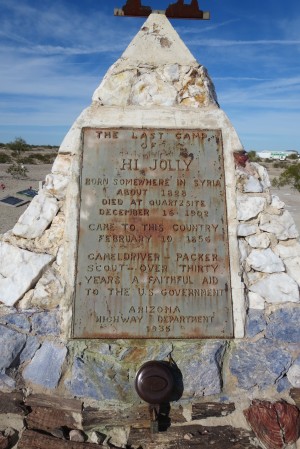 THE LAST CAMP
OF
HI JOLLY
BORN SOMEWHERE IN SYRIA
ABOUT 1828
DIED AT QUARTZSITE
DECEMBER 16 1902
CAME TO THIS COUNTRY
FEBRUARY 10 1856
CAMELDRIVER – PACKER
SCOUT – OVER THIRTY
YEARS A FAITHFUL AID
TO THE U.S. GOVERNMENT
ARIZONA
HIGHWAY DEPARTMENT
1935